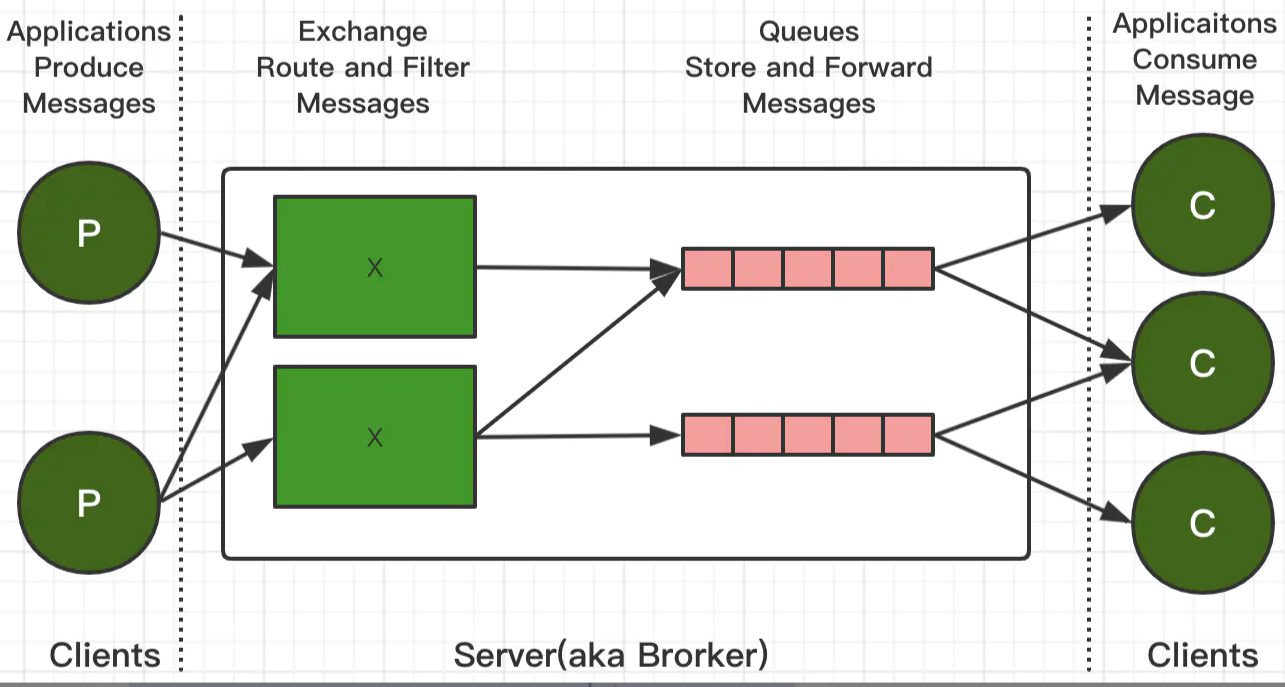 Applications
Produce
Messages
Exchange
Route and Filter
Messages
Queues
Store and Forward
Messages
Applicaitons
Consume
Message
P
P
X
X
C
C
C
Clients
Server(aka Brorker)
Clients